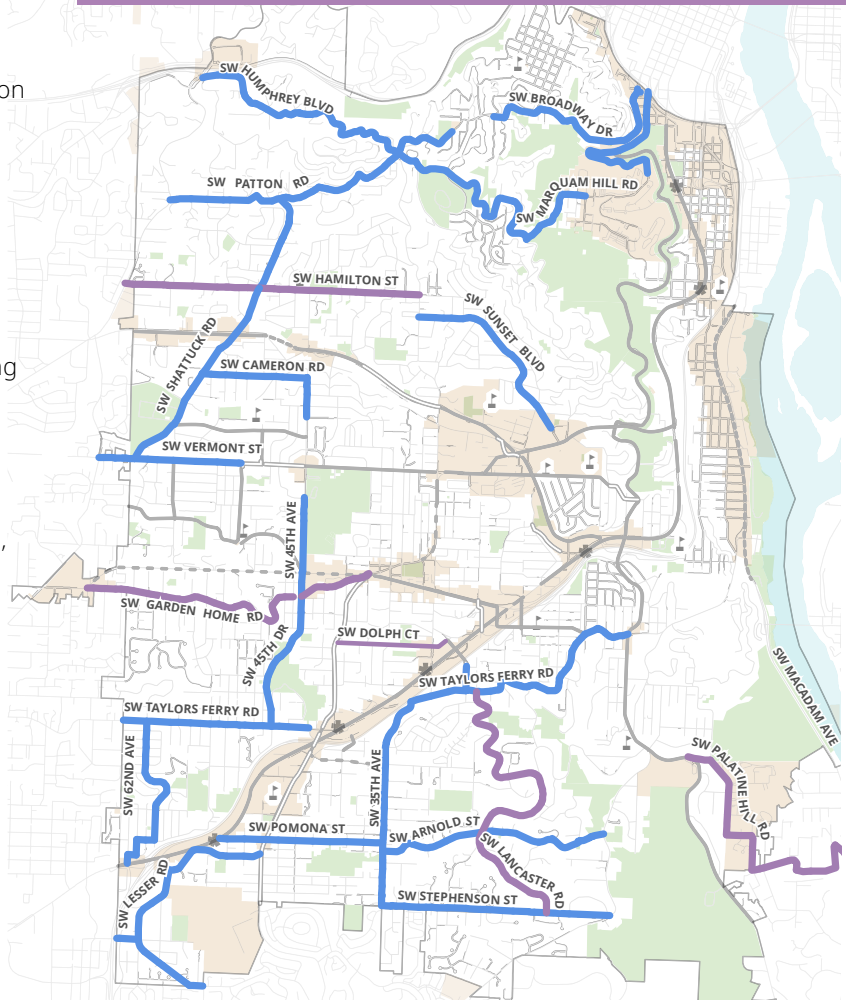 on
SW HUMPHREY BLVD
SW BROADWAY DR
SW PATTON RD
SW MARQUAM HILL RD
SW HAMILTON ST
SW SUNSET BLVD
SW SHATTUCK RD
ng
SW CAMERON RD
SW VERMONT ST
SW 45TH AVE
,
SW GARDEN HOME RD
SW DOLPH CT
SW 45TH DR
SW TAYLORS FERRY RD
SW MACADAM AVE
SW TAYLORS FERRY RD
SW 62ND AVE
SW 35TH AVE
SW PALATINE HILL RD
SW POMONA ST
SW ARNOLD ST
SW LANCASTER RD
SW LESSER RD
SW STEPHENSON ST